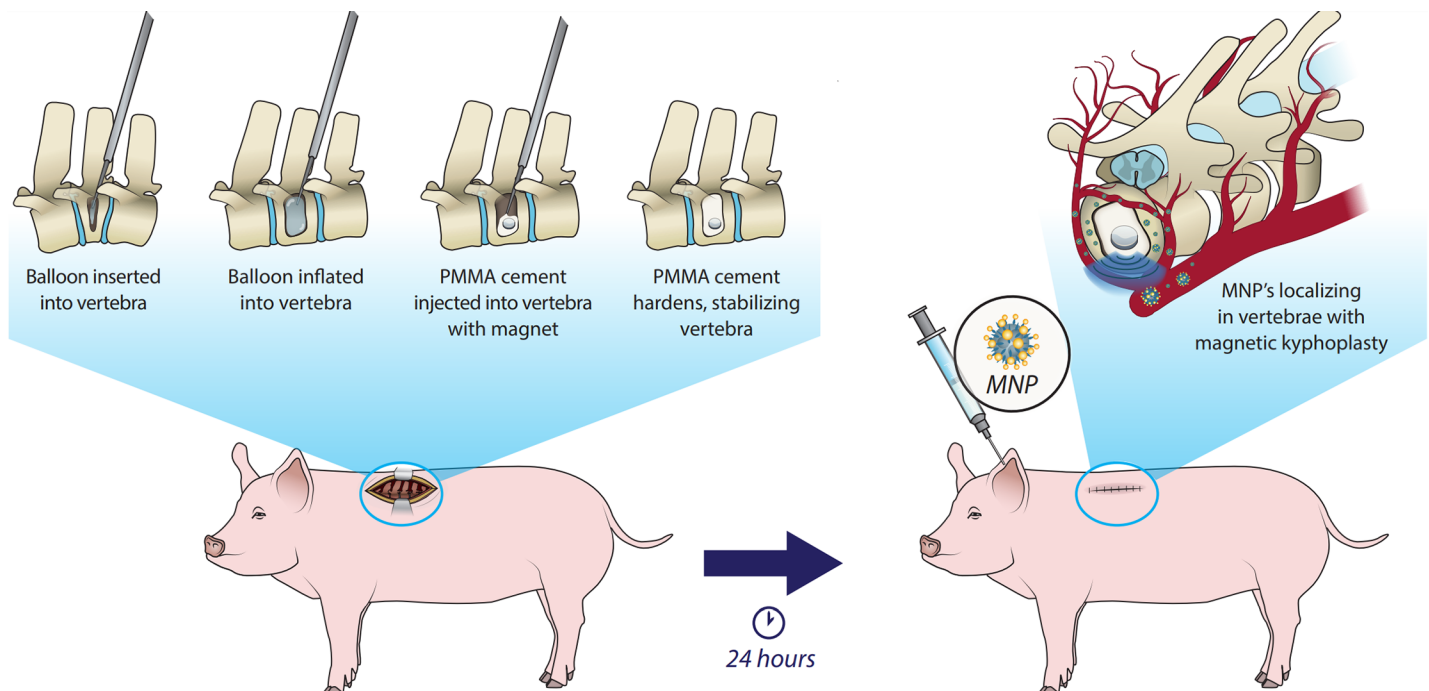 Balloon inserted
into vertebra
Balloon inflated
into vertebra
PMMA cement
injected into vertebra
with magnet
PMMA cement
hardens, stabilizing
vertebra
MNP's localizing
in vertebrae with
magnetic kyphoplasty
MNP
24 hours